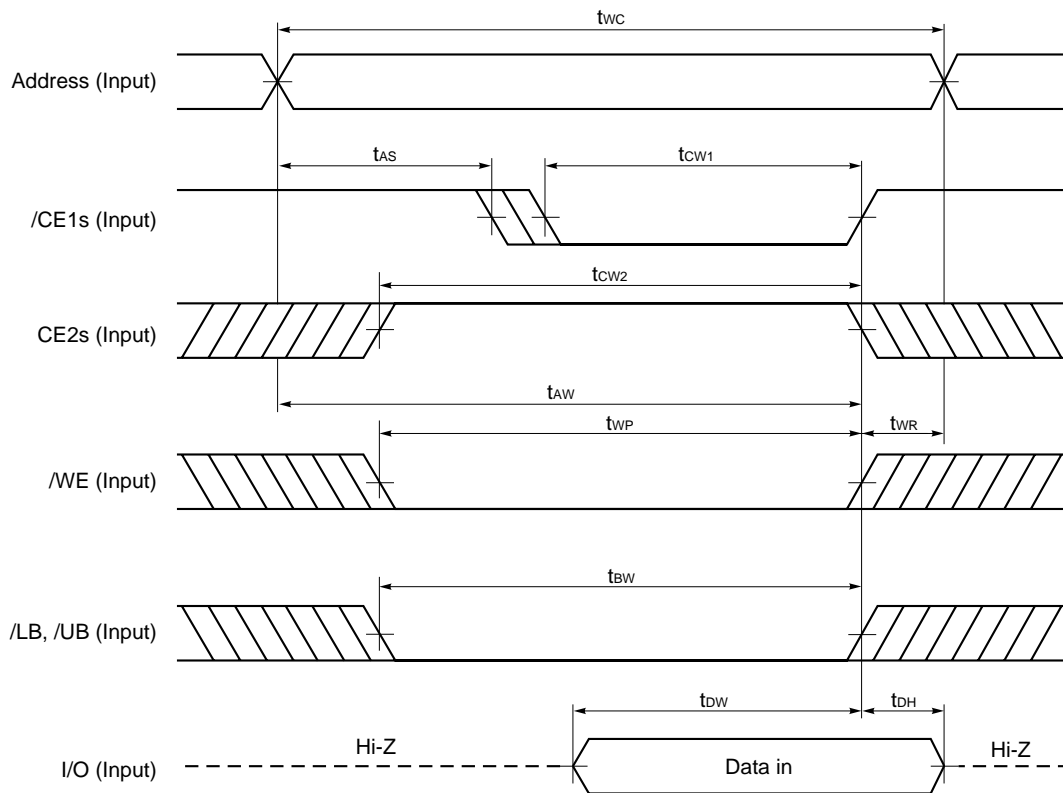 tWC
Address (Input)
tAS
tCW1
/CE1s (Input)
tCW2
CE2s (Input)
tAW
tWP
tWR
/WE (Input)
tBW
/LB, /UB (Input)
tDW
tDH
Hi-Z
Hi-Z
I/O (Input)
Data in